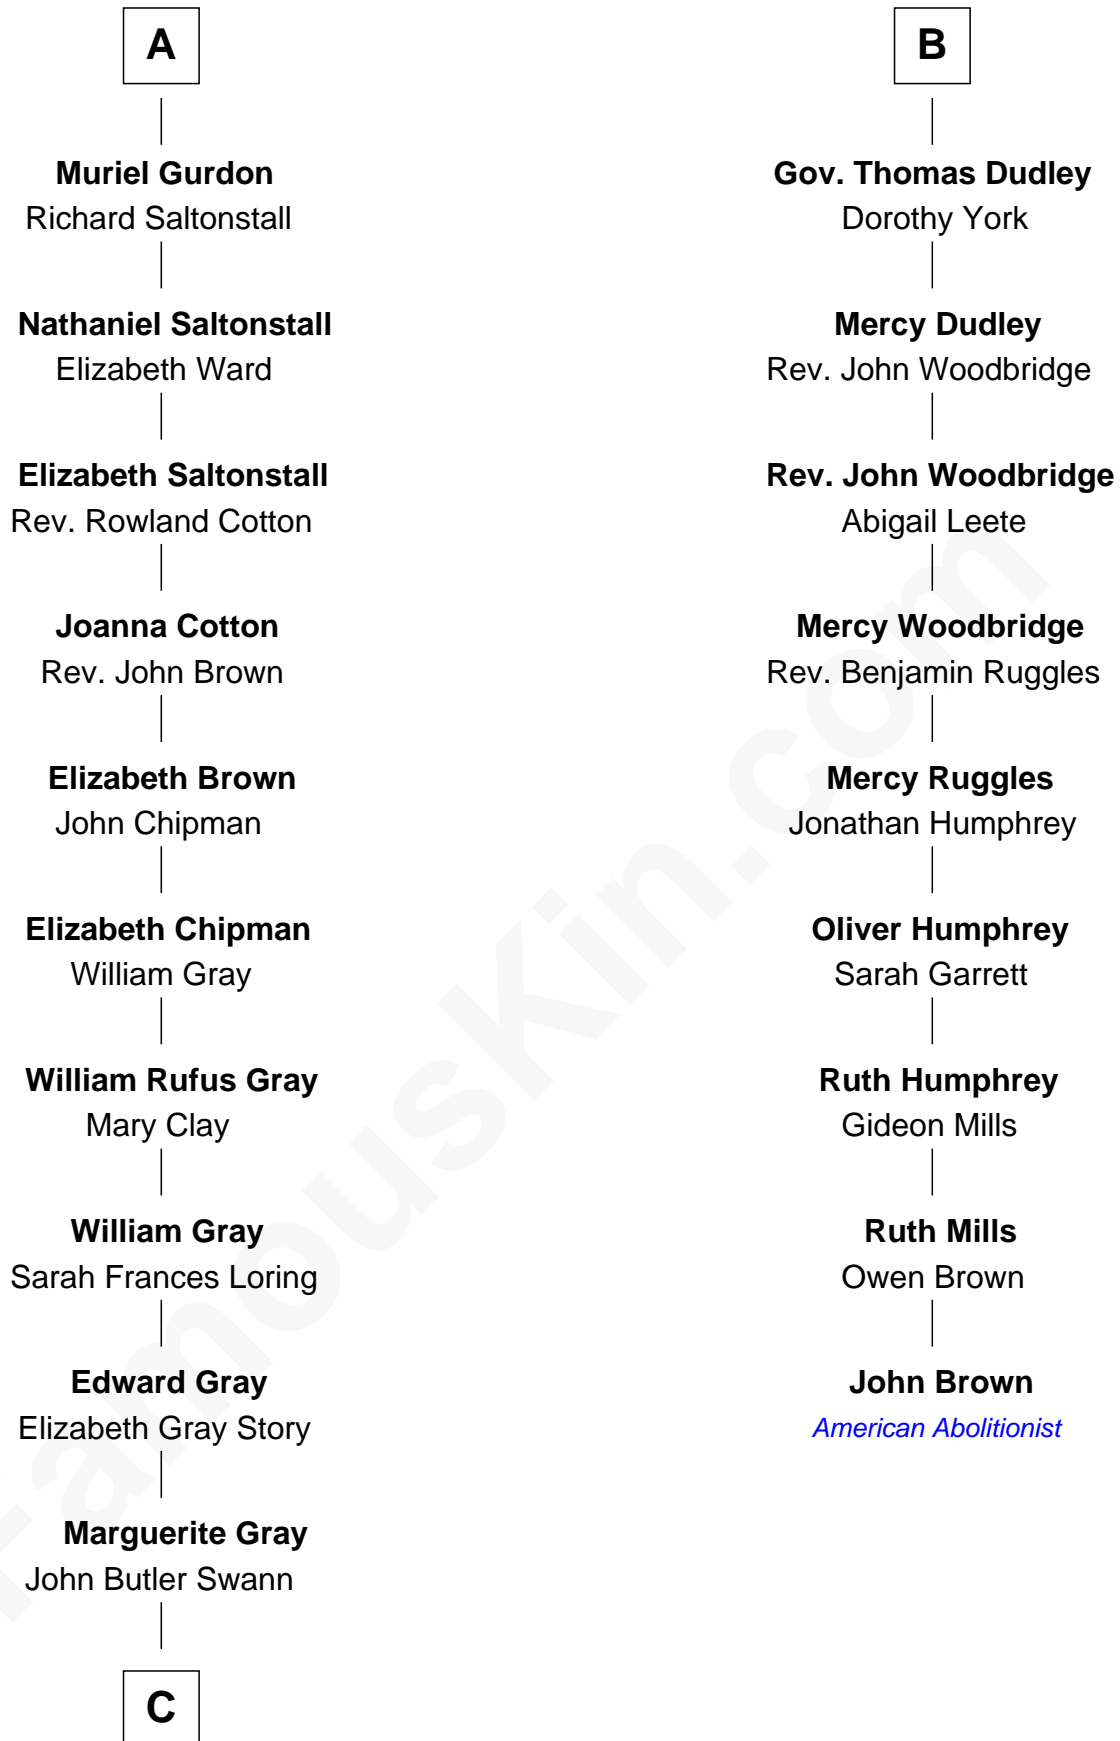 A
Muriel Gurdon
Richard Saltonstall
Nathaniel Saltonstall
Elizabeth Ward
Elizabeth Saltonstall
Rev. Rowland Cotton
Joanna Cotton
Rev. John Brown
Elizabeth Brown
John Chipman
Elizabeth Chipman
William Gray
William Rufus Gray
Mary Clay
William Gray
Sarah Frances Loring
Edward Gray
Elizabeth Gray Story
Marguerite Gray
John Butler Swann
C
B
Gov. Thomas Dudley
Dorothy York
Mercy Dudley
Rev. John Woodbridge
Rev. John Woodbridge
Abigail Leete
Mercy Woodbridge
Rev. Benjamin Ruggles
Mercy Ruggles
Jonathan Humphrey
Oliver Humphrey
Sarah Garrett
Ruth Humphrey
Gideon Mills
Ruth Mills
Owen Brown
John Brown
American Abolitionist
FamousKin.com